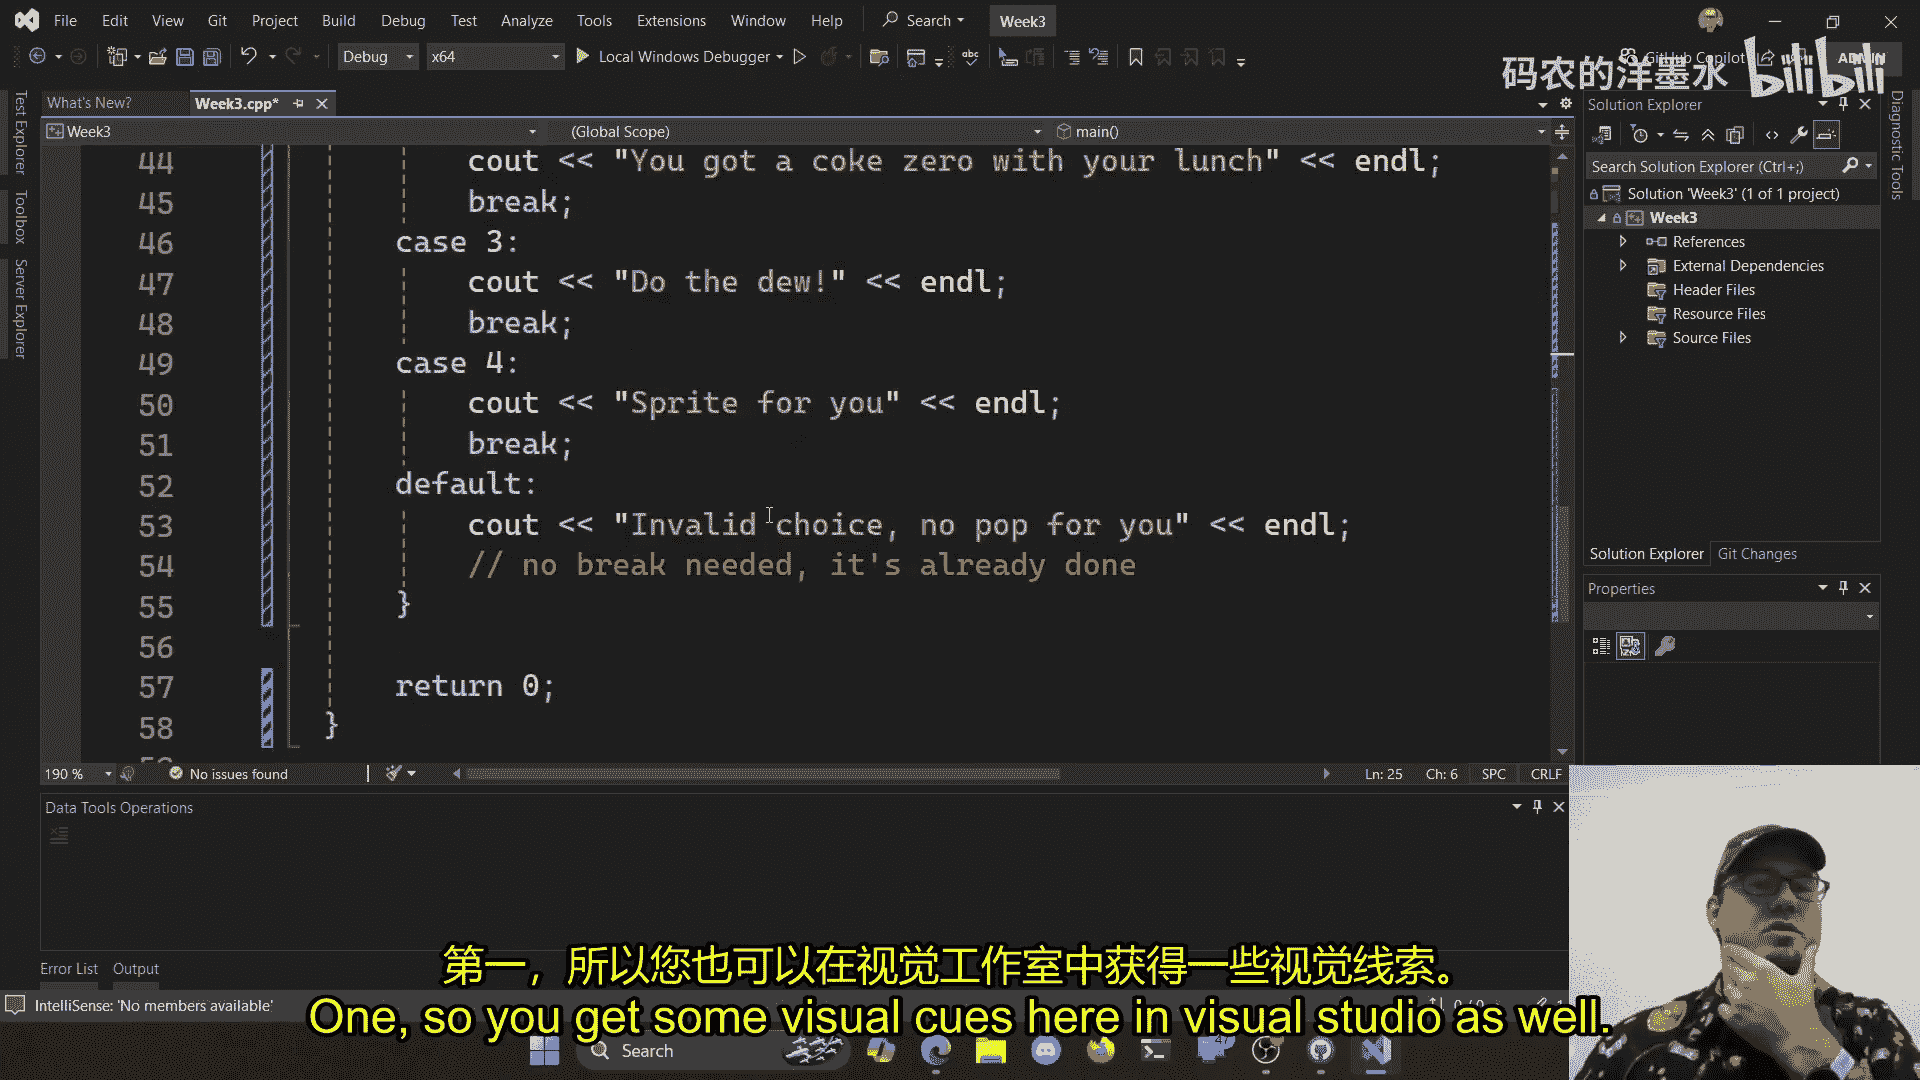 File Edit View Git Project Build Debug Test Analyze Tools Extensions Window Help Search Week3
Debug x64 Local Windows Debugger GitHub Copilot
码农的洋墨水 bilibili
What's New? Week3.cpp*
Week3 (Global Scope) main()
Test Explorer
Toolbox
Server Explorer
44 cout << "You got a coke zero with your lunch" << endl;
45 break;
46 case 3:
47 cout << "Do the dew!" << endl;
48 break;
49 case 4:
50 cout << "Sprite for you" << endl;
51 break;
52 default:
53 cout << "Invalid choice, no pop for you" << endl;
54 // no break needed, it's already done
55 }
56
57 return 0;
58 }
190 % No issues found Ln: 25 Ch: 6 SPC CRLF
Solution Explorer
Search Solution Explorer (Ctrl+;)
Solution 'Week3' (1 of 1 project)
Week3
References
External Dependencies
Header Files
Resource Files
Source Files
Solution Explorer Git Changes
Properties
Diagnostic Tools
Data Tools Operations
Error List Output
IntelliSense: 'No members available'
第一，所以您也可以在视觉工作室中获得一些视觉线索。
One, so you get some visual cues here in visual studio as well.
Search